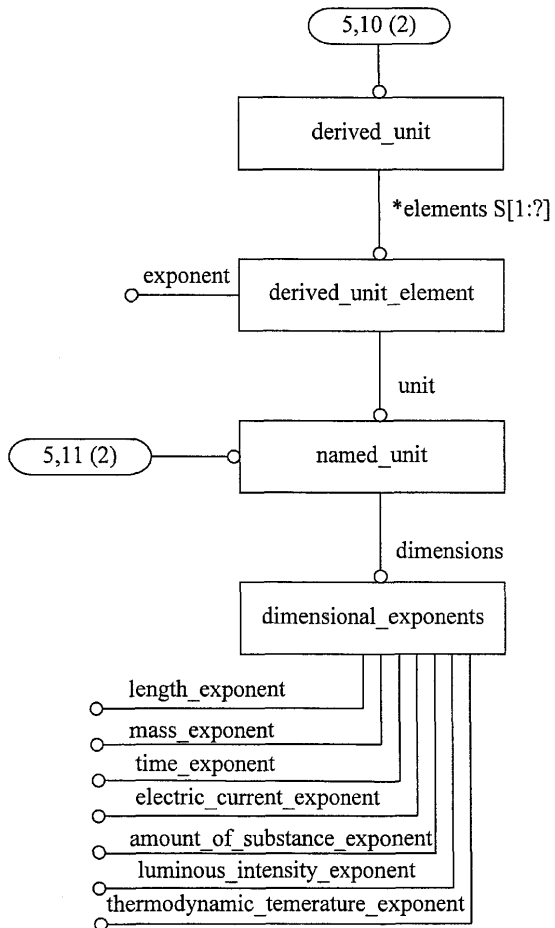 5,10 (2)
derived_unit
*elements S[1:?]
exponent
derived_unit_element
unit
5,11 (2)
named_unit
dimensions
dimensional_exponents
length_exponent
mass_exponent
time_exponent
electric_current_exponent
amount_of_substance_exponent
luminous_intensity_exponent
thermodynamic_temerature_exponent